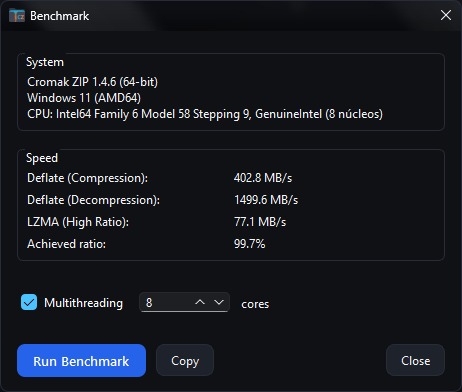 Benchmark
System
Cromak ZIP 1.4.6 (64-bit)
Windows 11 (AMD64)
CPU: Intel64 Family 6 Model 58 Stepping 9, GenuineIntel (8 núcleos)
Speed
Deflate (Compression): 402.8 MB/s
Deflate (Decompression): 1499.6 MB/s
LZMA (High Ratio): 77.1 MB/s
Achieved ratio: 99.7%
Multithreading 8 cores
Run Benchmark Copy Close